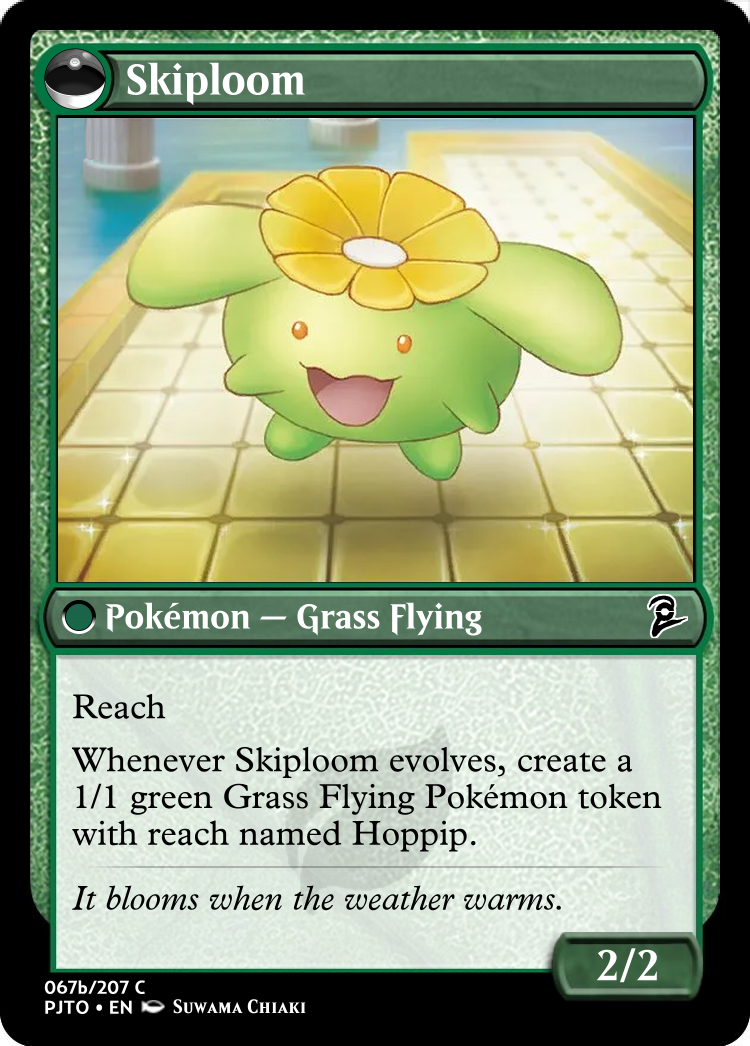 Skiploom
Pokémon — Grass Flying
Reach
Whenever Skiploom evolves, create a
1/1 green Grass Flying Pokémon token
with reach named Hoppip.
It blooms when the weather warms.
2/2
067b/207 C
PJTO • EN Suwama Chiaki